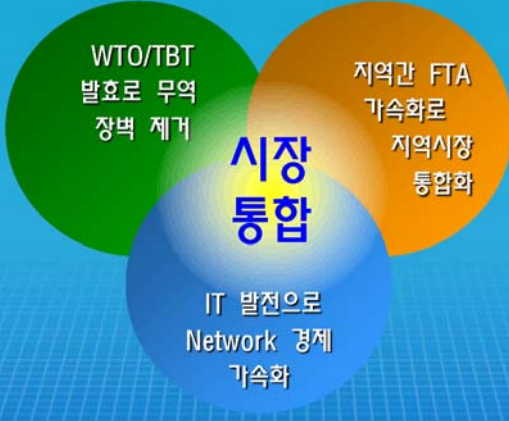 WTO/TBT
발효로 무역
장벽 제거
지역간 FTA
가속화로
지역시장
통합화
시장
통합
IT 발전으로
Network 경제
가속화